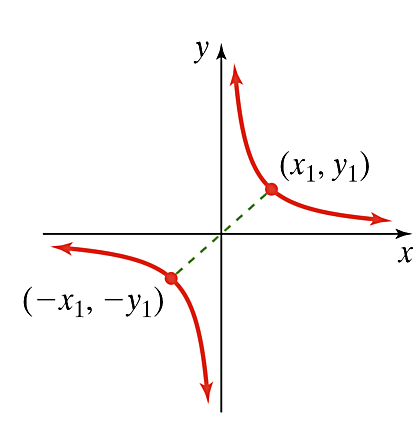 y
(x₁, y₁)
x
(−x₁, −y₁)